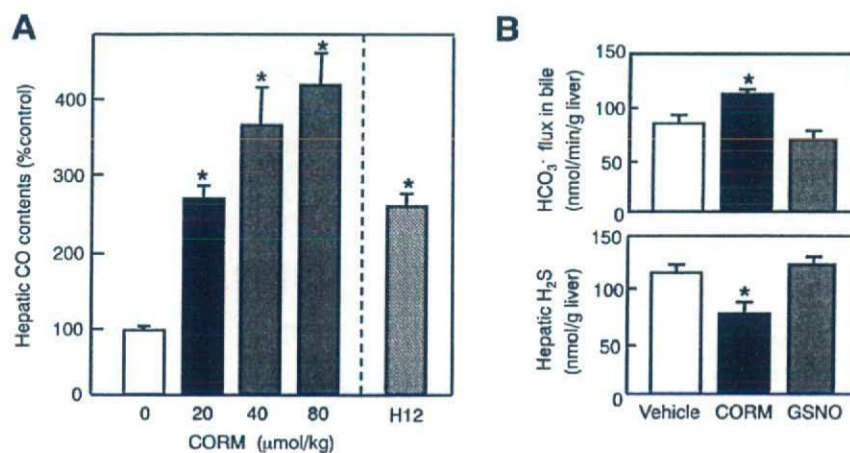 A
Hepatic CO contents (%control)
400
300
200
100
0
*
*
*
*
0 20 40 80 H12
CORM (μmol/kg)
B
HCO₃⁻ flux in bile
(nmol/min/g liver)
150
100
50
0
*
Hepatic H₂S
(nmol/g liver)
150
100
50
0
*
Vehicle CORM GSNO